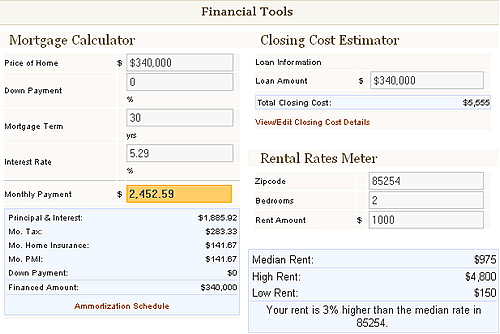 Financial Tools
Mortgage Calculator
Price of Home $ $340,000
Down Payment 0
%
Mortgage Term 30
yrs
Interest Rate 5.29
%
Monthly Payment $ 2,452.59
Principal & Interest: $1,885.92
Mo. Tax: $283.33
Mo. Home Insurance: $141.67
Mo. PMI: $141.67
Down Payment: $0
Financed Amount: $340,000
Ammortization Schedule
Closing Cost Estimator
Loan Information
Loan Amount $ $340,000
Total Closing Cost: $5,555
View/Edit Closing Cost Details
Rental Rates Meter
Zipcode 85254
Bedrooms 2
Rent Amount $ 1000
Median Rent: $975
High Rent: $4,800
Low Rent: $150
Your rent is 3% higher than the median rate in
85254.